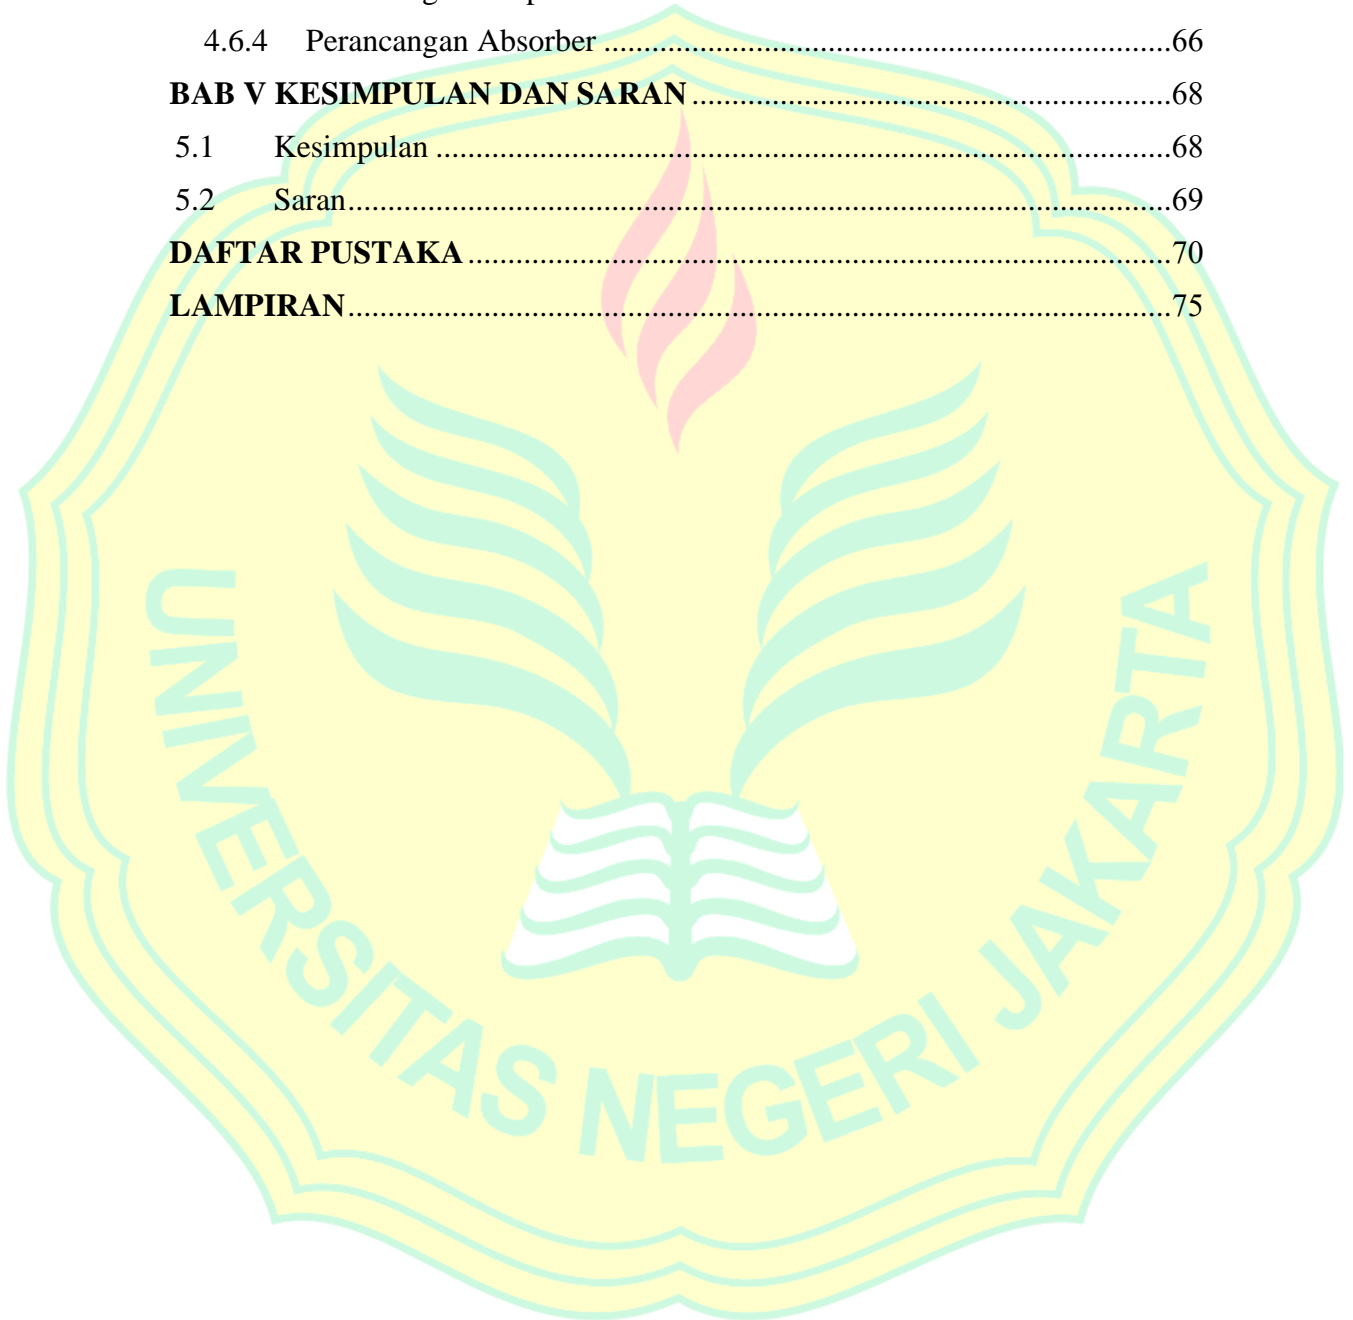 4.6.4 Perancangan Absorber ........................................................................66
BAB V KESIMPULAN DAN SARAN ............................................................68
5.1 Kesimpulan ............................................................................................68
5.2 Saran.......................................................................................................69
DAFTAR PUSTAKA ........................................................................................70
LAMPIRAN.......................................................................................................75
UNIVERSITAS NEGERI JAKARTA